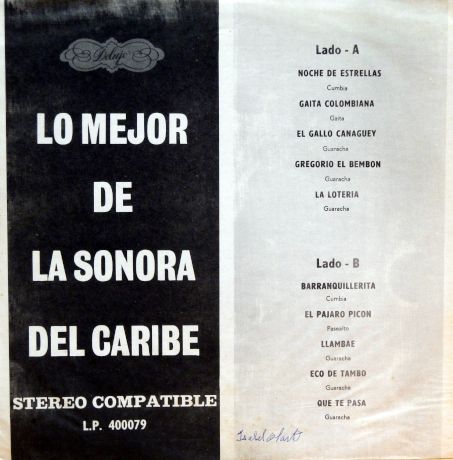 Deluje
LO MEJOR
DE
LA SONORA
DEL CARIBE
STEREO COMPATIBLE
L.P. 400079
Lado - A
NOCHE DE ESTRELLAS
Cumbia
GAITA COLOMBIANA
Gaita
EL GALLO CANAGUEY
Guaracha
GREGORIO EL BEMBON
Guaracha
LA LOTERIA
Guaracha
Lado - B
BARRANQUILLERITA
Cumbia
EL PAJARO PICON
Paseaito
LLAMBAE
Guaracha
ECO DE TAMBO
Guaracha
QUE TE PASA
Guaracha